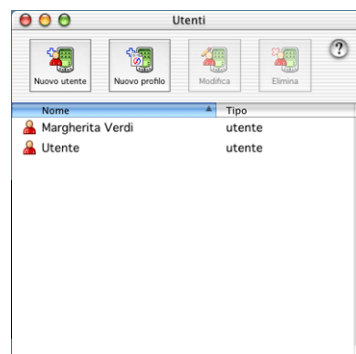 Utenti
Nuovo utente Nuovo profilo Modifica Elimina ?
Nome Tipo
Margherita Verdi utente
Utente utente